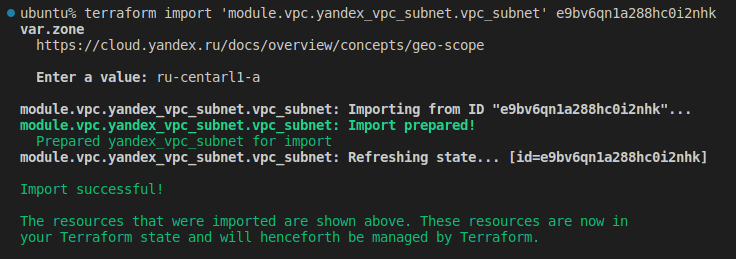 ubuntu% terraform import 'module.vpc.yandex_vpc_subnet.vpc_subnet' e9bv6qn1a288hc0i2nhk
var.zone
https://cloud.yandex.ru/docs/overview/concepts/geo-scope
Enter a value: ru-centarl1-a
module.vpc.yandex_vpc_subnet.vpc_subnet: Importing from ID "e9bv6qn1a288hc0i2nhk"...
module.vpc.yandex_vpc_subnet.vpc_subnet: Import prepared!
Prepared yandex_vpc_subnet for import
module.vpc.yandex_vpc_subnet.vpc_subnet: Refreshing state... [id=e9bv6qn1a288hc0i2nhk]
Import successful!
The resources that were imported are shown above. These resources are now in
your Terraform state and will henceforth be managed by Terraform.